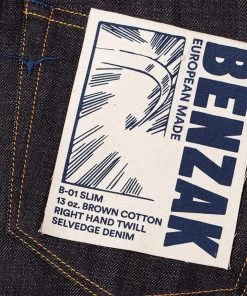 BENZAK
EUROPEAN MADE
B-01 SLIM
13 oz. BROWN COTTON
RIGHT HAND TWILL
SELVEDGE DENIM